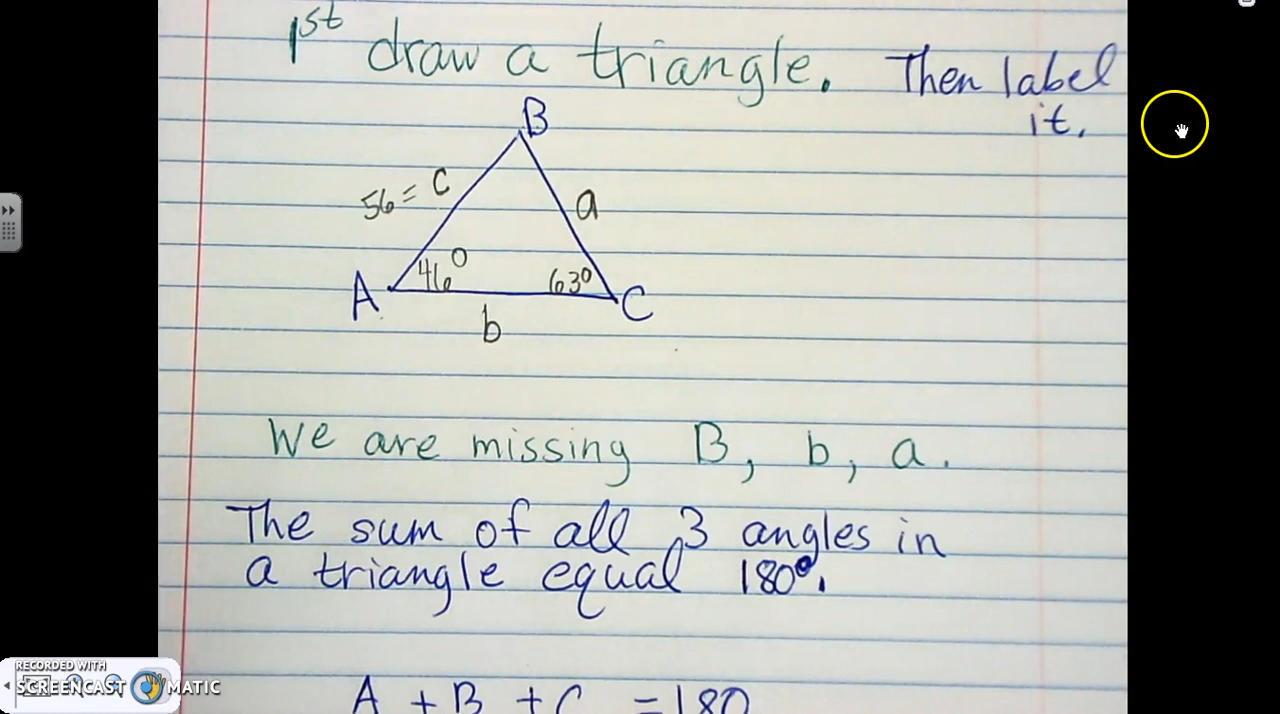 1st draw a triangle. Then label
it.
B
56 = c
a
46°
63°
A
C
b
We are missing B, b, a.
The sum of all 3 angles in
a triangle equal 180°.
RECORDED WITH
SCREENCAST MATIC
A + B + C = 180